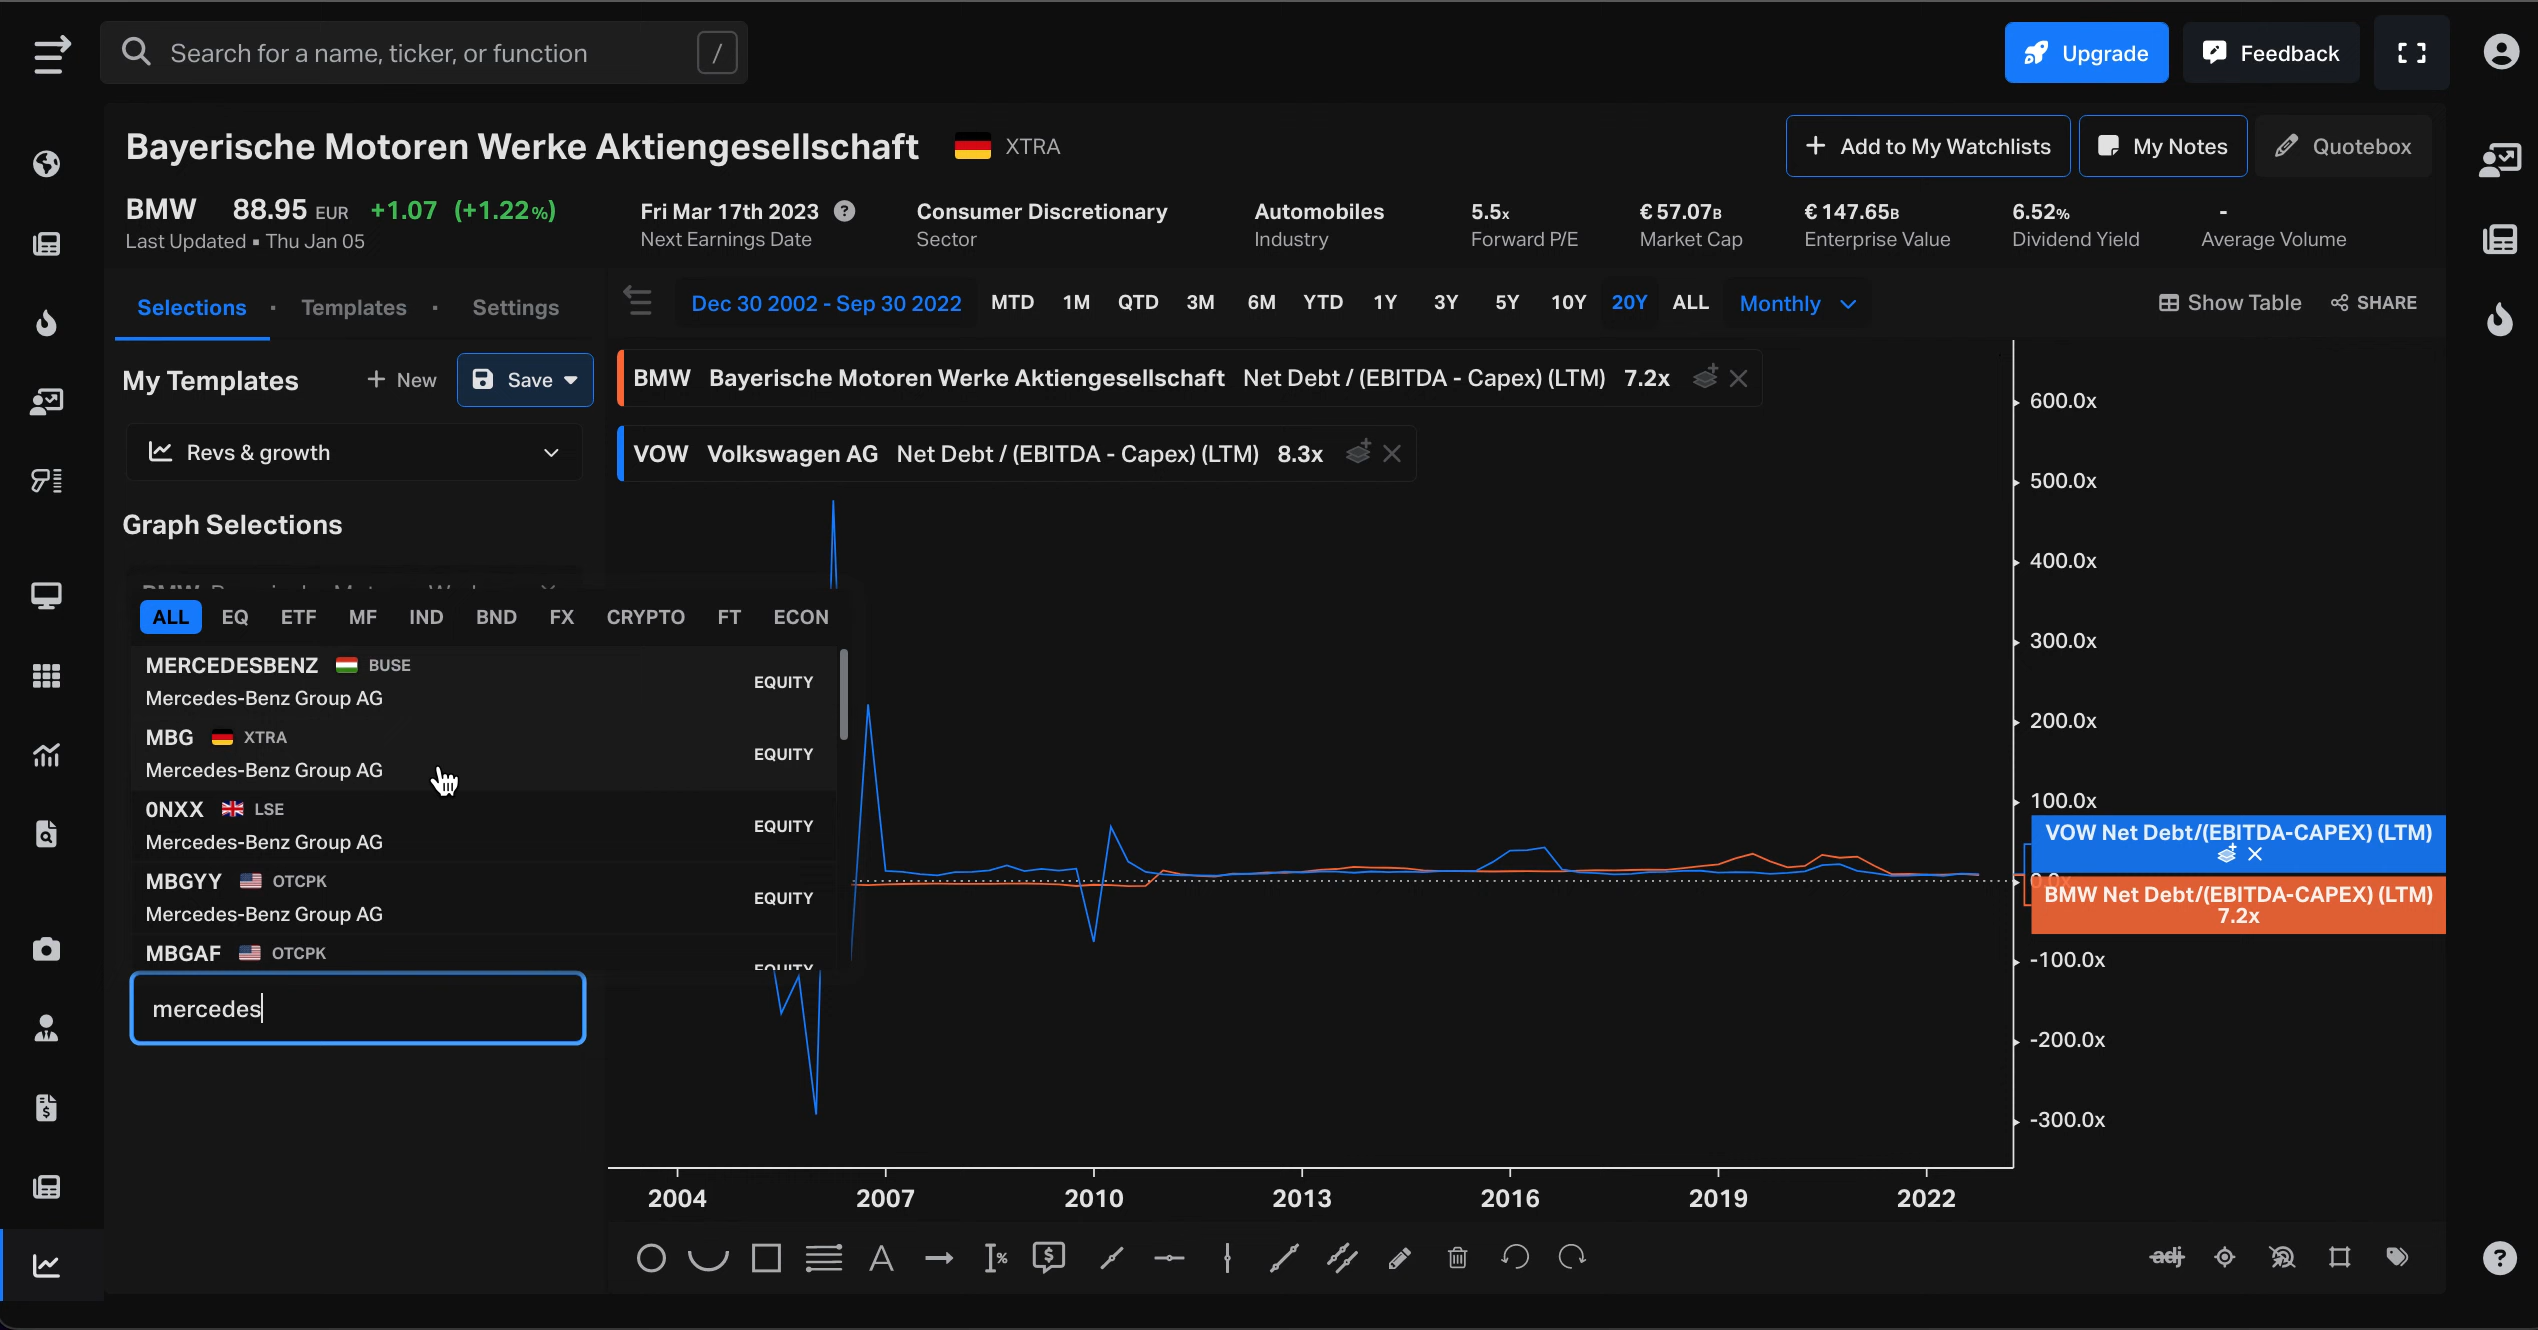 Search for a name, ticker, or function /
Upgrade
Feedback
Bayerische Motoren Werke Aktiengesellschaft XTRA
+ Add to My Watchlists
My Notes
Quotebox
BMW 88.95 EUR +1.07 (+1.22%)
Last Updated ▪ Thu Jan 05
Fri Mar 17th 2023 ?
Next Earnings Date
Consumer Discretionary
Sector
Automobiles
Industry
5.5x
Forward P/E
€57.07B
Market Cap
€147.65B
Enterprise Value
6.52%
Dividend Yield
-
Average Volume
Selections · Templates · Settings
Dec 30 2002 - Sep 30 2022 MTD 1M QTD 3M 6M YTD 1Y 3Y 5Y 10Y 20Y ALL Monthly
Show Table SHARE
My Templates + New Save
Revs & growth
Graph Selections
BMW Bayerische Motoren Werke Aktiengesellschaft Net Debt / (EBITDA - Capex) (LTM) 7.2x
VOW Volkswagen AG Net Debt / (EBITDA - Capex) (LTM) 8.3x
ALL EQ ETF MF IND BND FX CRYPTO FT ECON
MERCEDESBENZ BUSE
Mercedes-Benz Group AG
EQUITY
MBG XTRA
Mercedes-Benz Group AG
EQUITY
0NXX LSE
Mercedes-Benz Group AG
EQUITY
MBGYY OTCPK
Mercedes-Benz Group AG
EQUITY
MBGAF OTCPK
EQUITY
mercedes
600.0x
500.0x
400.0x
300.0x
200.0x
100.0x
VOW Net Debt/(EBITDA-CAPEX) (LTM)
0.0x
BMW Net Debt/(EBITDA-CAPEX) (LTM)
7.2x
-100.0x
-200.0x
-300.0x
2004 2007 2010 2013 2016 2019 2022
A
%
$
adj
?